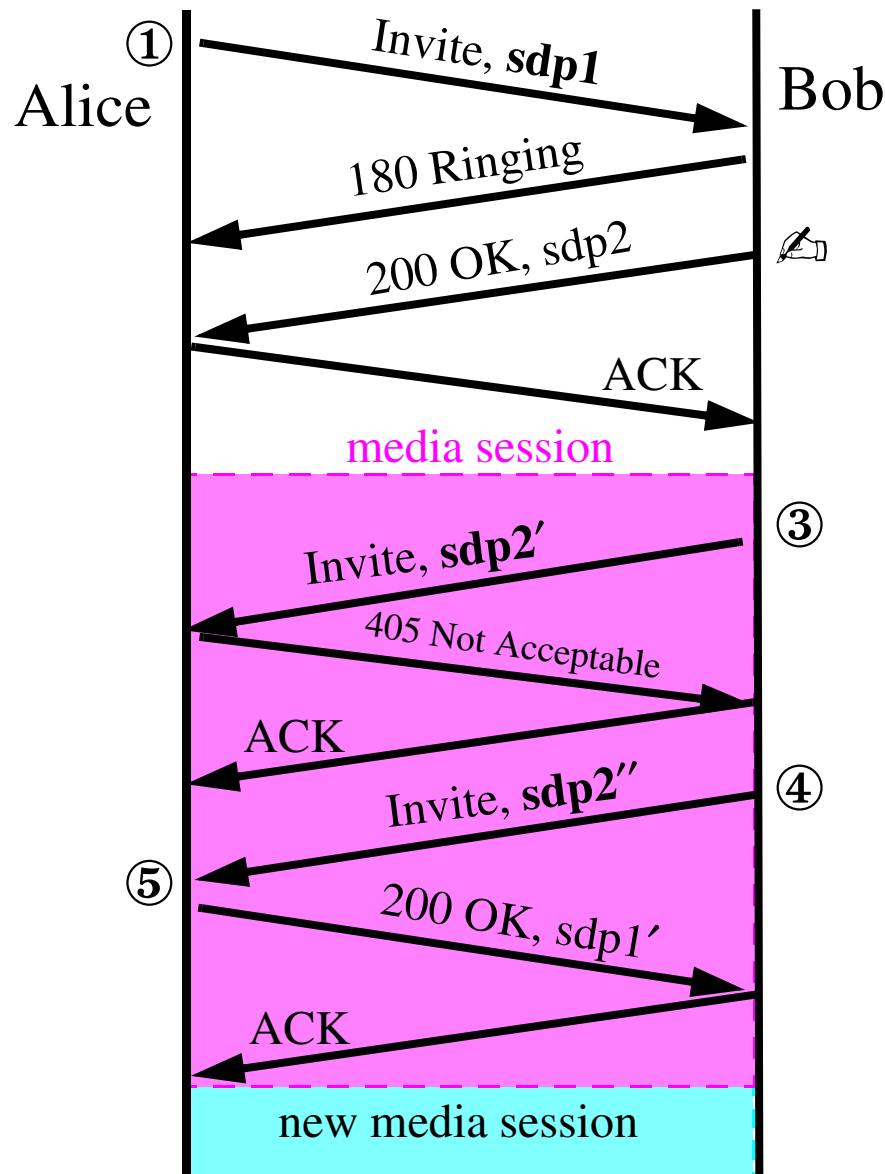 ①
Invite, sdp1
Alice
Bob
180 Ringing
200 OK, sdp2
✍
ACK
media session
③
Invite, sdp2′
405 Not Acceptable
ACK
④
Invite, sdp2″
⑤
200 OK, sdp1′
ACK
new media session